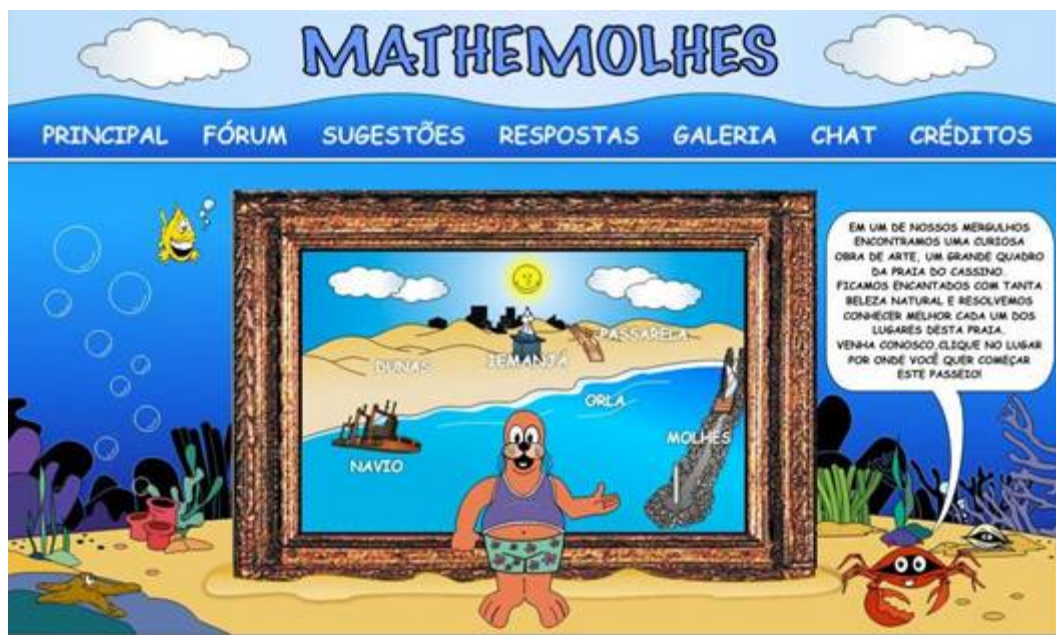 MATHEMOLHES
PRINCIPAL FÓRUM SUGESTÕES RESPOSTAS GALERIA CHAT CRÉDITOS
EM UM DE NOSSOS MERGULHOS
ENCONTRAMOS UMA CURIOSA
OBRA DE ARTE, UM GRANDE QUADRO
DA PRAIA DO CASSINO.
FICAMOS ENCANTADOS COM TANTA
BELEZA NATURAL E RESOLVEMOS
CONHECER MELHOR CADA UM DOS
LUGARES DESTA PRAIA.
VENHA CONOSCO,CLIQUE NO LUGAR
POR ONDE VOCÊ QUER COMEÇAR
ESTE PASSEIO!
PASSARELA
DUNAS
IEMANJÁ
ORLA
MOLHES
NAVIO